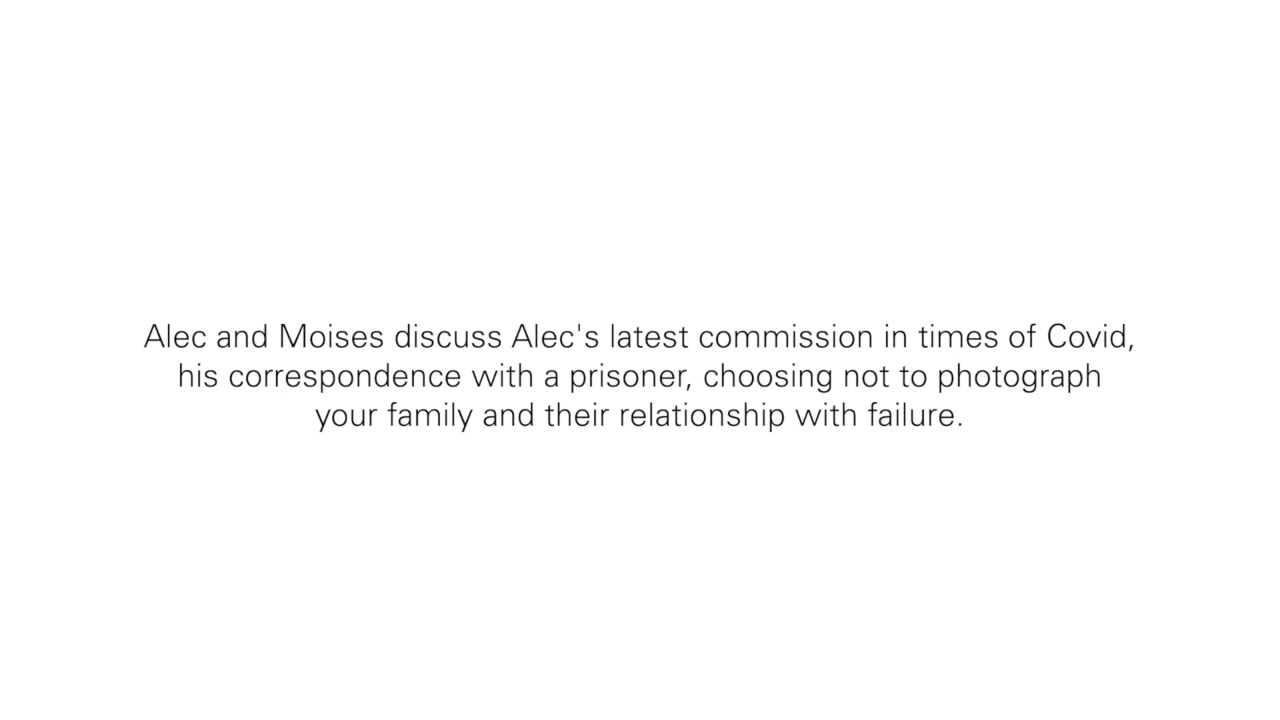 Alec and Moises discuss Alec's latest commission in times of Covid,
his correspondence with a prisoner, choosing not to photograph
your family and their relationship with failure.